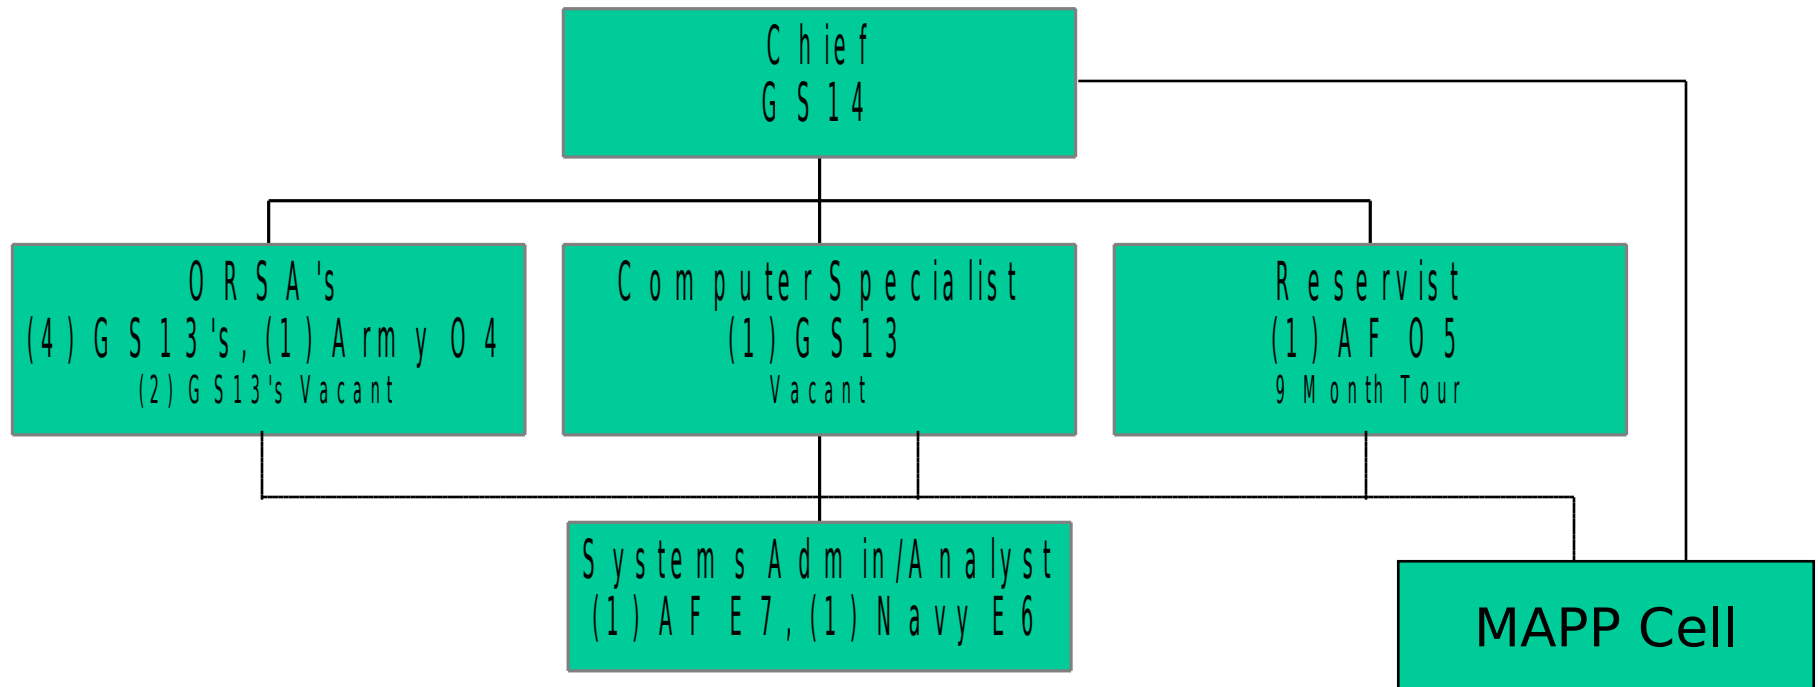 Chief
GS14
ORSA's
(4) GS13's, (1) Army O4
(2) GS13's Vacant
Computer Specialist
(1) GS13
Vacant
Reservist
(1) AF O5
9 Month Tour
Systems Admin/Analyst
(1) AF E7, (1) Navy E6
MAPP Cell